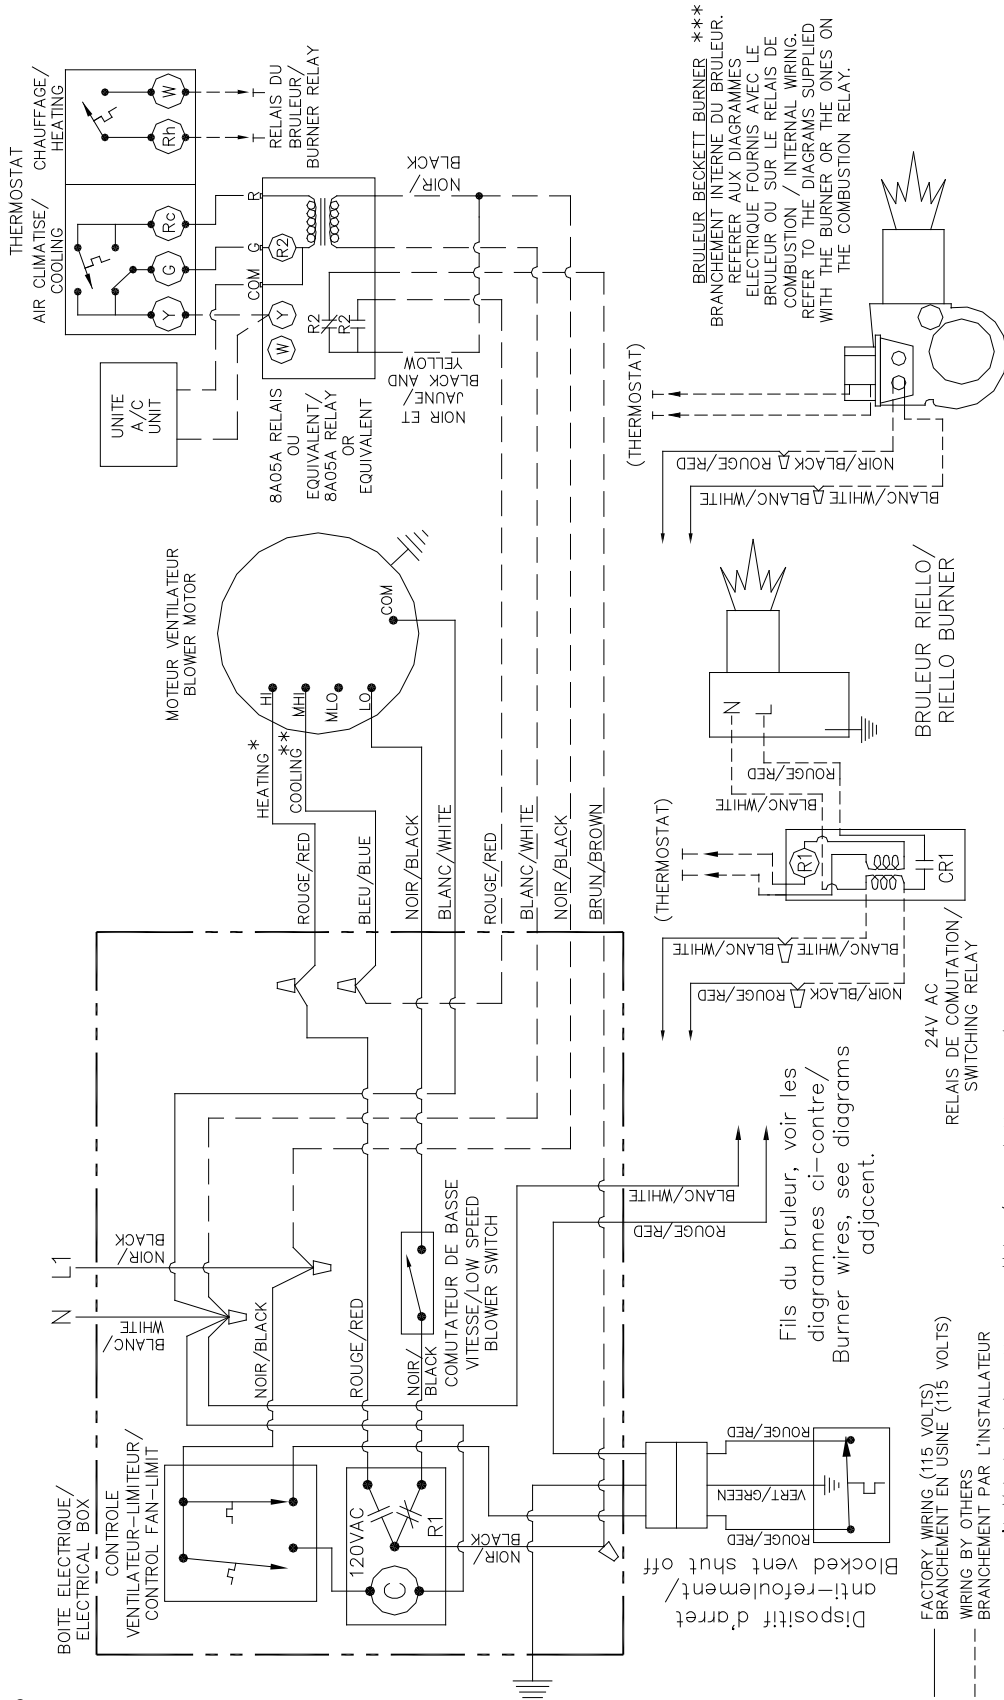 THERMOSTAT
AIR CLIMATISE/
COOLING
CHAUFFAGE/
HEATING
Y
G
Rc
Rh
W
RELAIS DU
BRULEUR/
BURNER RELAY
UNITE
A/C
UNIT
COM
G
R
W
Y
R2
R2
R2
8A05A RELAIS
OU
EQUIVALENT/
8A05A RELAY
OR
EQUIVALENT
NOIR ET
JAUNE/
BLACK AND
YELLOW
NOIR/
BLACK
MOTEUR VENTILATEUR
BLOWER MOTOR
HI
MHI
MLO
LO
COM
HEATING*
COOLING**
ROUGE/RED
BLEU/BLUE
NOIR/BLACK
BLANC/WHITE
ROUGE/RED
BLANC/WHITE
NOIR/BLACK
BRUN/BROWN
BOITE ELECTRIQUE/
ELECTRICAL BOX
N
L1
BLANC/
WHITE
NOIR/
BLACK
CONTROLE
VENTILATEUR-LIMITEUR/
CONTROL FAN-LIMIT
NOIR/BLACK
ROUGE/RED
120VAC
C
R1
NOIR/
BLACK
NOIR/
BLACK
COMUTATEUR DE BASSE
VITESSE/LOW SPEED
BLOWER SWITCH
BLANC/WHITE
ROUGE/RED
Fils du bruleur, voir les
diagrammes ci-contre/
Burner wires, see diagrams
adjacent.
Dispositif d'arret
anti-refoulement/
Blocked vent shut off
ROUGE/RED
VERT/GREEN
ROUGE/RED
BRULEUR BECKETT BURNER ***
BRANCHEMENT INTERNE DU BRULEUR.
REFERER AUX DIAGRAMMES
ELECTRIQUE FOURNIS AVEC LE
BRULEUR OU SUR LE RELAIS DE
COMBUSTION / INTERNAL WIRING.
REFER TO THE DIAGRAMS SUPPLIED
WITH THE BURNER OR THE ONES ON
THE COMBUSTION RELAY.
(THERMOSTAT)
ROUGE/RED
NOIR/BLACK
BLANC/WHITE
BLANC/WHITE
BRULEUR RIELLO/
RIELLO BURNER
N
L
BLANC/WHITE
ROUGE/RED
(THERMOSTAT)
R1
CR1
BLANC/WHITE
BLANC/WHITE
ROUGE/RED
NOIR/BLACK
24V AC
RELAIS DE COMUTATION/
SWITCHING RELAY
FACTORY WIRING (115 VOLTS)
BRANCHEMENT EN USINE (115 VOLTS)
WIRING BY OTHERS
BRANCHEMENT PAR L'INSTALLATEUR